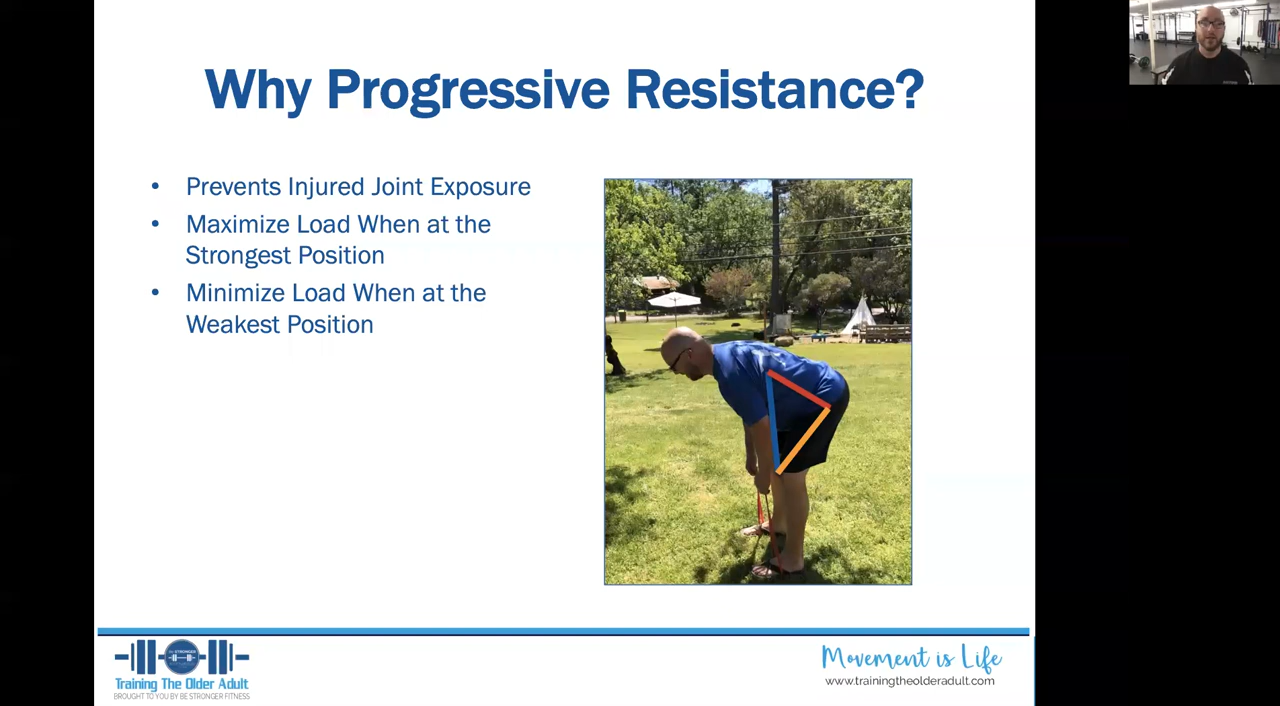 Why Progressive Resistance?
• Prevents Injured Joint Exposure
• Maximize Load When at the
Strongest Position
• Minimize Load When at the
Weakest Position
Training The Older Adult
BROUGHT TO YOU BY BE STRONGER FITNESS
Movement is Life
www.trainingtheolderadult.com